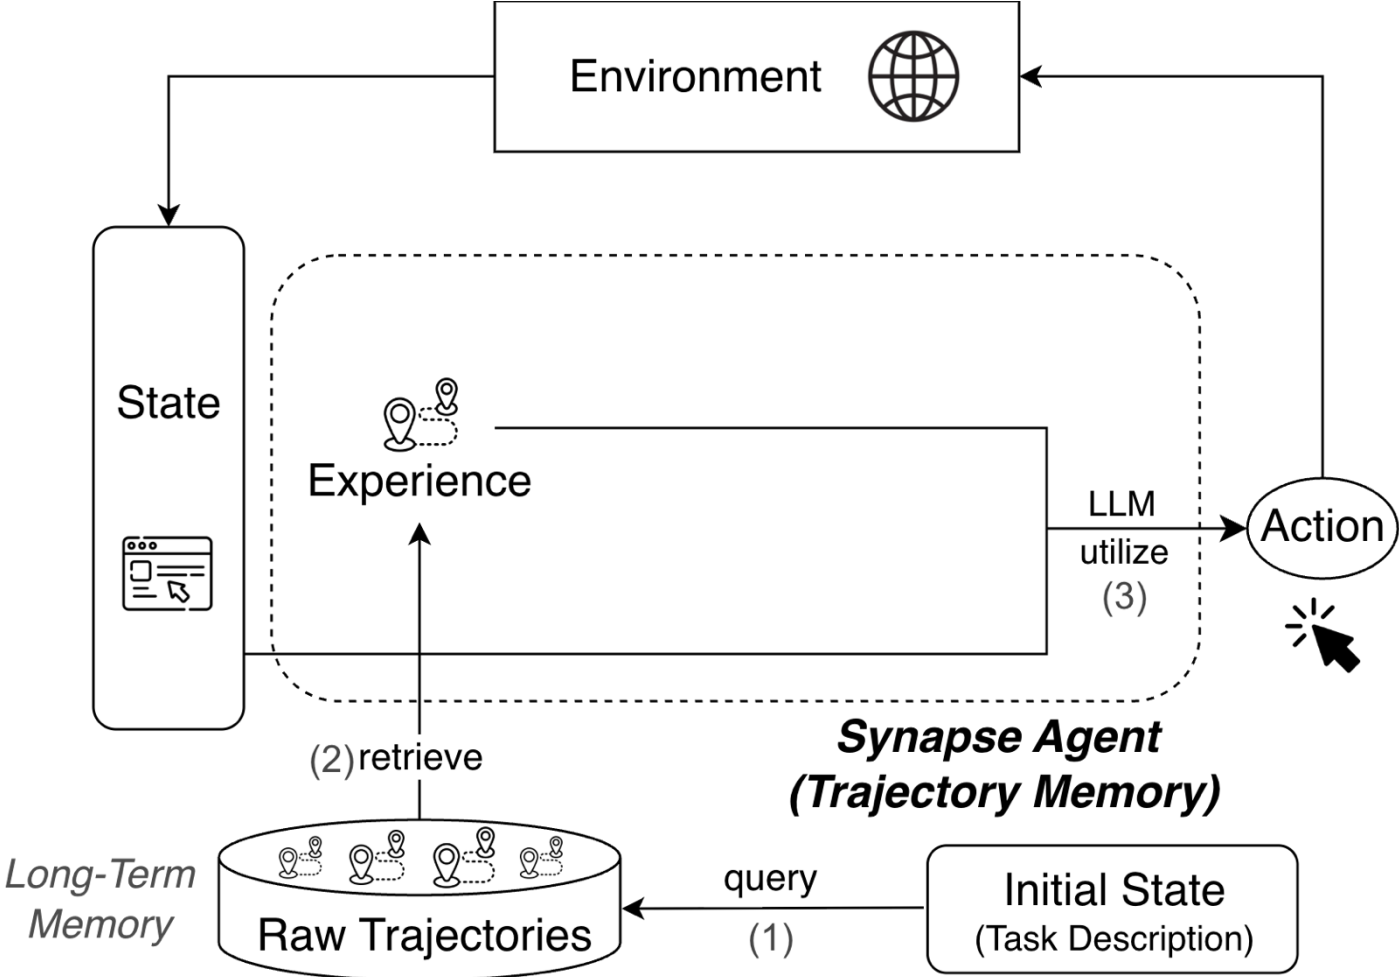 Environment
State
Experience
LLM
utilize
(3)
Action
Synapse Agent
(Trajectory Memory)
(2) retrieve
Long-Term
Memory
Raw Trajectories
query
(1)
Initial State
(Task Description)